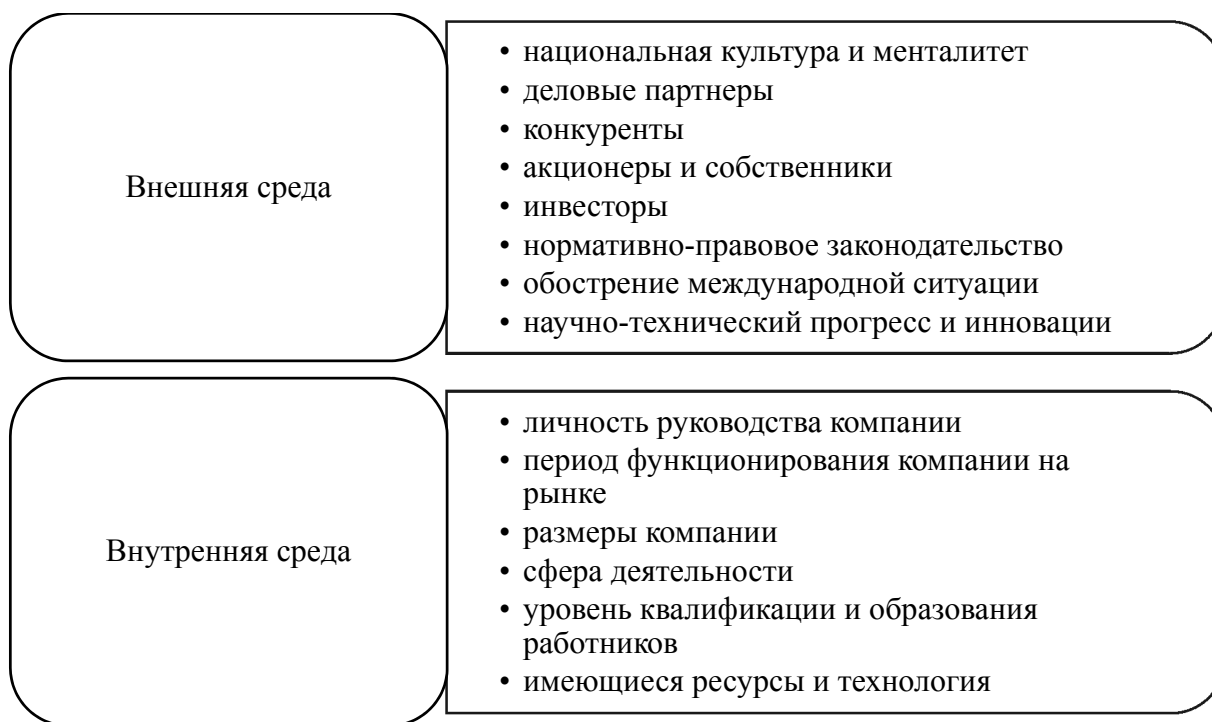 Внешняя среда
• национальная культура и менталитет
• деловые партнеры
• конкуренты
• акционеры и собственники
• инвесторы
• нормативно-правовое законодательство
• обострение международной ситуации
• научно-технический прогресс и инновации
Внутренняя среда
• личность руководства компании
• период функционирования компании на
рынке
• размеры компании
• сфера деятельности
• уровень квалификации и образования
работников
• имеющиеся ресурсы и технология